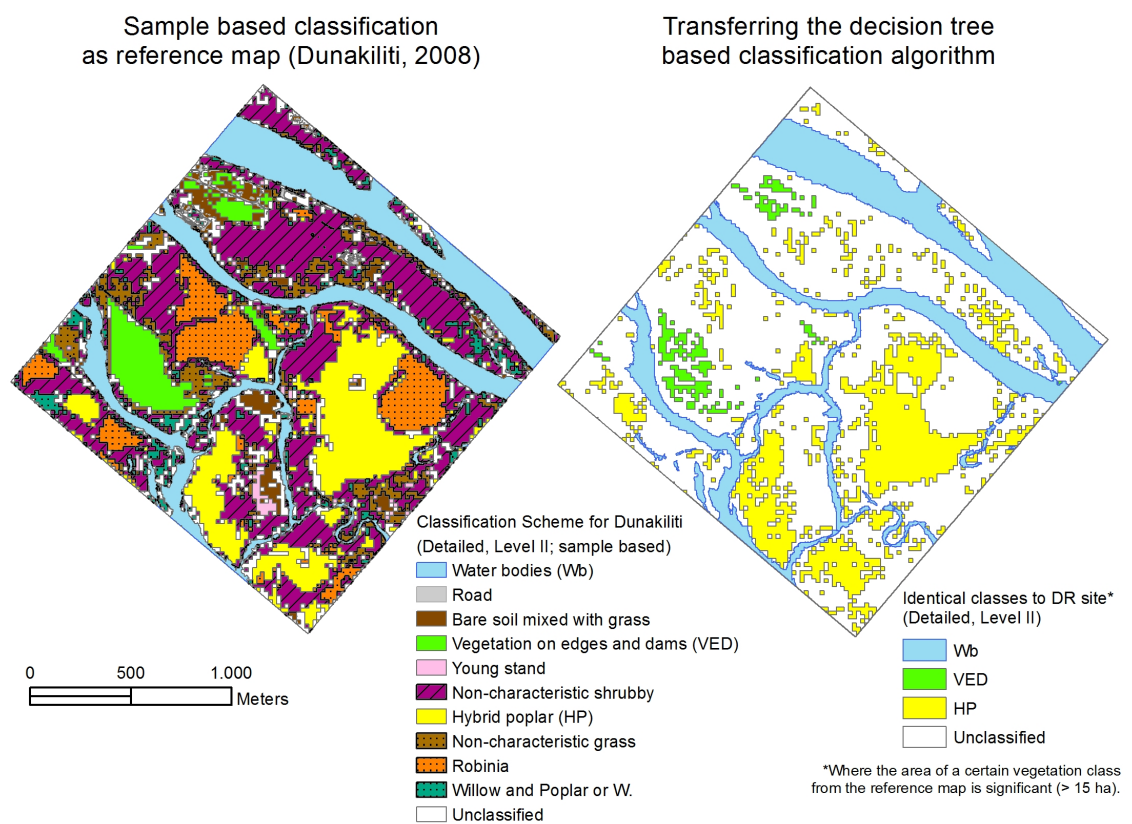 Sample based classification
as reference map (Dunakiliti, 2008)
Transferring the decision tree
based classification algorithm
Classification Scheme for Dunakiliti
(Detailed, Level II; sample based)
Water bodies (Wb)
Road
Bare soil mixed with grass
Vegetation on edges and dams (VED)
Young stand
Non-characteristic shrubby
Hybrid poplar (HP)
Non-characteristic grass
Robinia
Willow and Poplar or W.
Unclassified
0 500 1.000
Meters
Identical classes to DR site*
(Detailed, Level II)
Wb
VED
HP
Unclassified
*Where the area of a certain vegetation class
from the reference map is significant (> 15 ha).